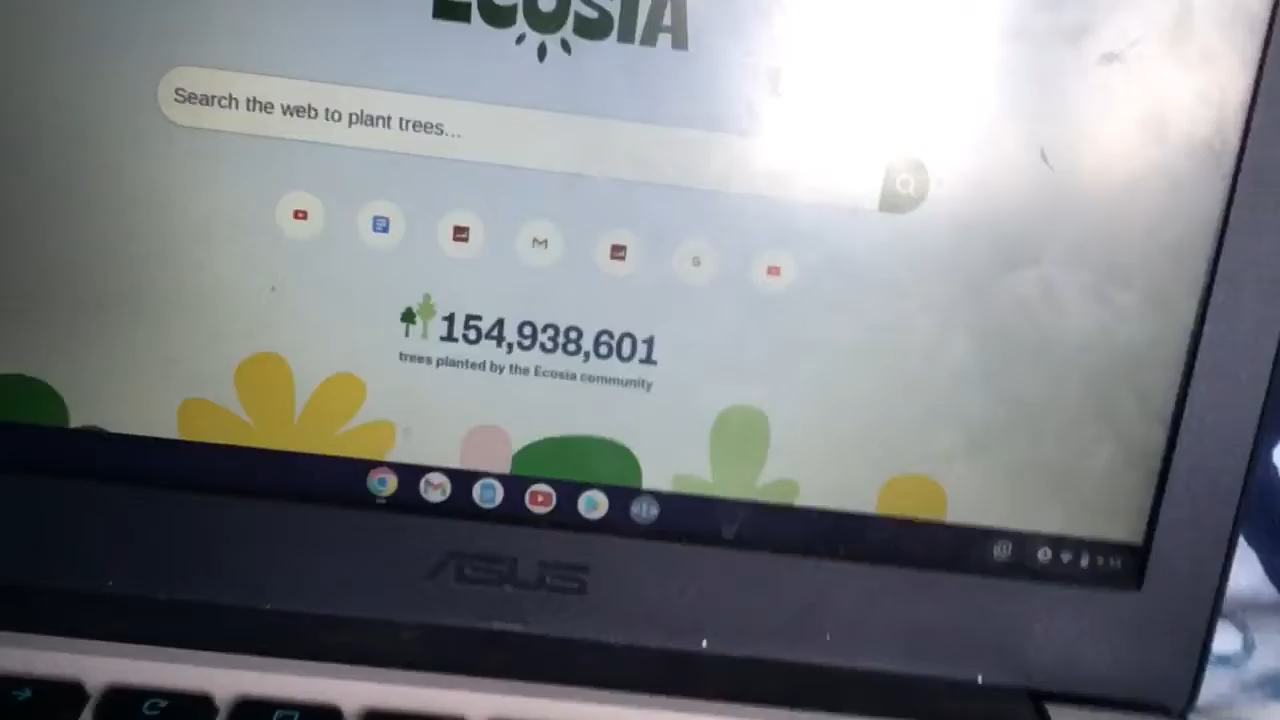 ECOSIA
Search the web to plant trees...
154,938,601
trees planted by the Ecosia community
ASUS